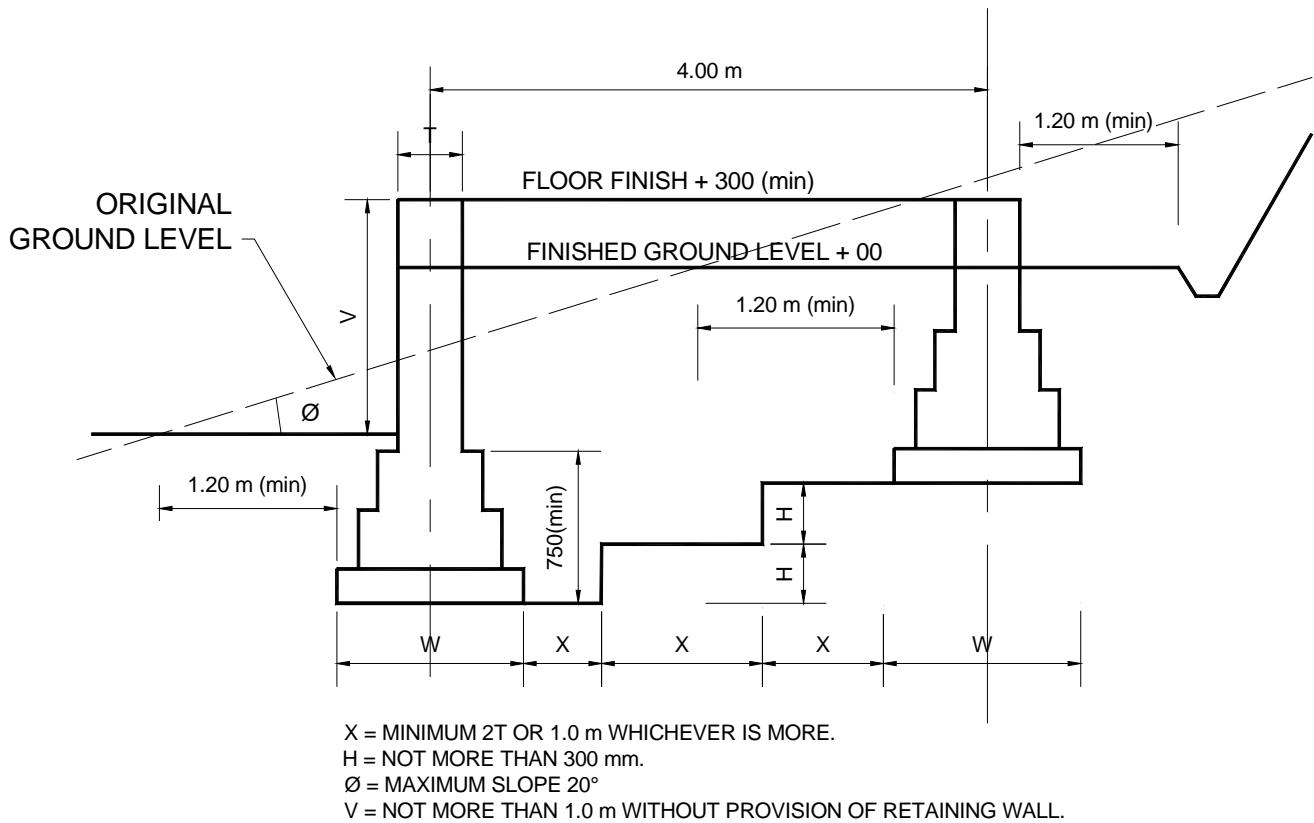 4.00 m
1.20 m (min)
T
FLOOR FINISH + 300 (min)
ORIGINAL
GROUND LEVEL
FINISHED GROUND LEVEL + 00
1.20 m (min)
V
Ø
1.20 m (min)
750(min)
H
H
W
X
X
X
W
X = MINIMUM 2T OR 1.0 m WHICHEVER IS MORE.
H = NOT MORE THAN 300 mm.
Ø = MAXIMUM SLOPE 20°
V = NOT MORE THAN 1.0 m WITHOUT PROVISION OF RETAINING WALL.